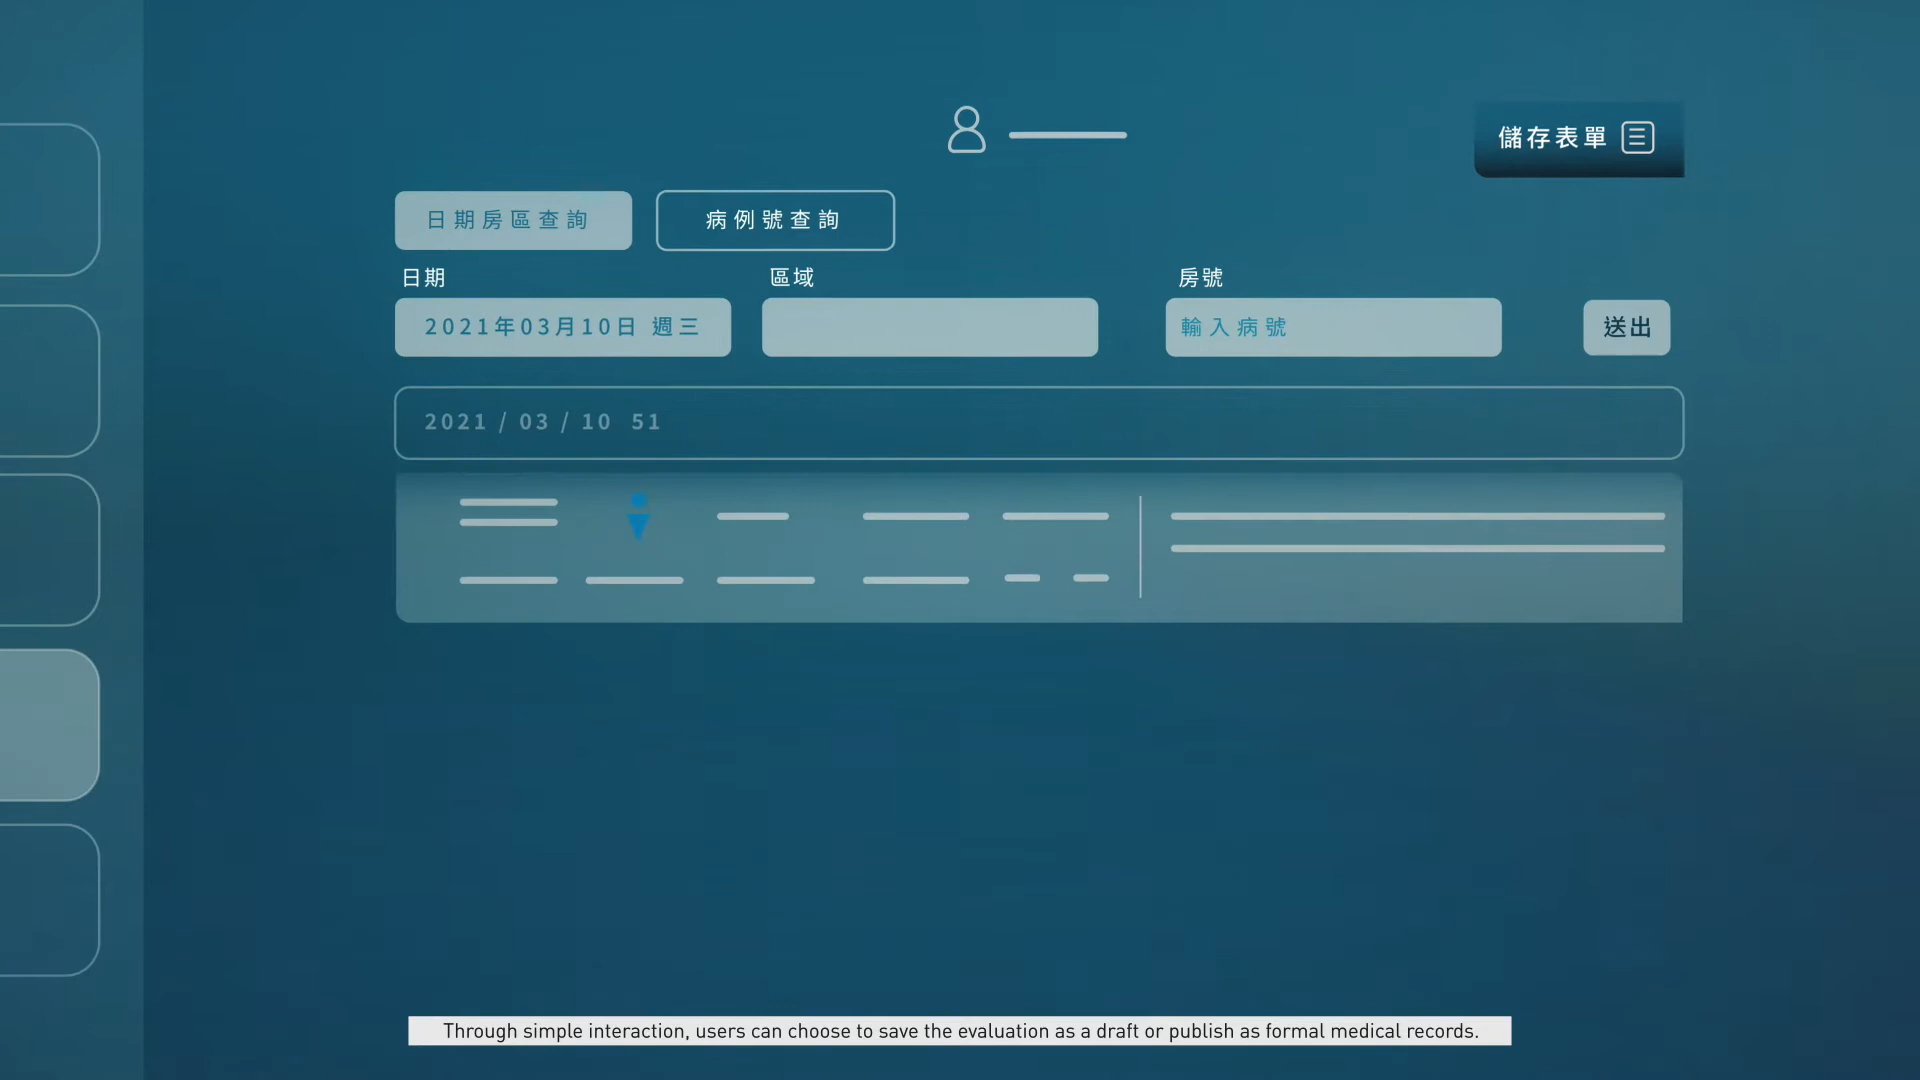 儲存表單
日期房區查詢 病例號查詢
日期 區域 房號
2021年03月10日 週三 輸入病號 送出
2021 / 03 / 10 51
Through simple interaction, users can choose to save the evaluation as a draft or publish as formal medical records.